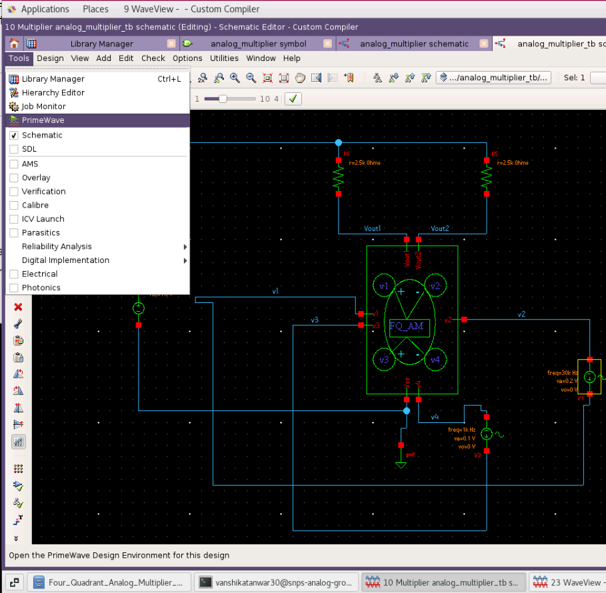 Applications Places 9 WaveView - - Custom Compiler
10 Multiplier analog_multiplier_tb schematic (Editing) - Schematic Editor - Custom Compiler
Library Manager analog_multiplier symbol analog_multiplier schematic analog_multiplier_tb sc
Tools Design View Add Edit Check Options Utilities Window Help
Library Manager Ctrl+L
Hierarchy Editor
Job Monitor
PrimeWave
Schematic
SDL
AMS
Overlay
Verification
Calibre
ICV Launch
Parasitics
Reliability Analysis
Digital Implementation
Electrical
Photonics
.../analog_multiplier_tb/... Sel: 1
1 10 4
r=2.5k Ohms
r=2.5k Ohms
Vout1 Vout2
v1 v2
+ -
FQ_AM
v3 v4
+ -
v1
v3
v2
v4
freq=30k Hz
va=0.2 V
vo=0 V
freq=1k Hz
va=0.1 V
vo=0 V
gnd
Open the PrimeWave Design Environment for this design
Four_Quadrant_Analog_Multiplier_... vanshikatanwar30@snps-analog-gro... 10 Multiplier analog_multiplier_tb s... 23 WaveView -